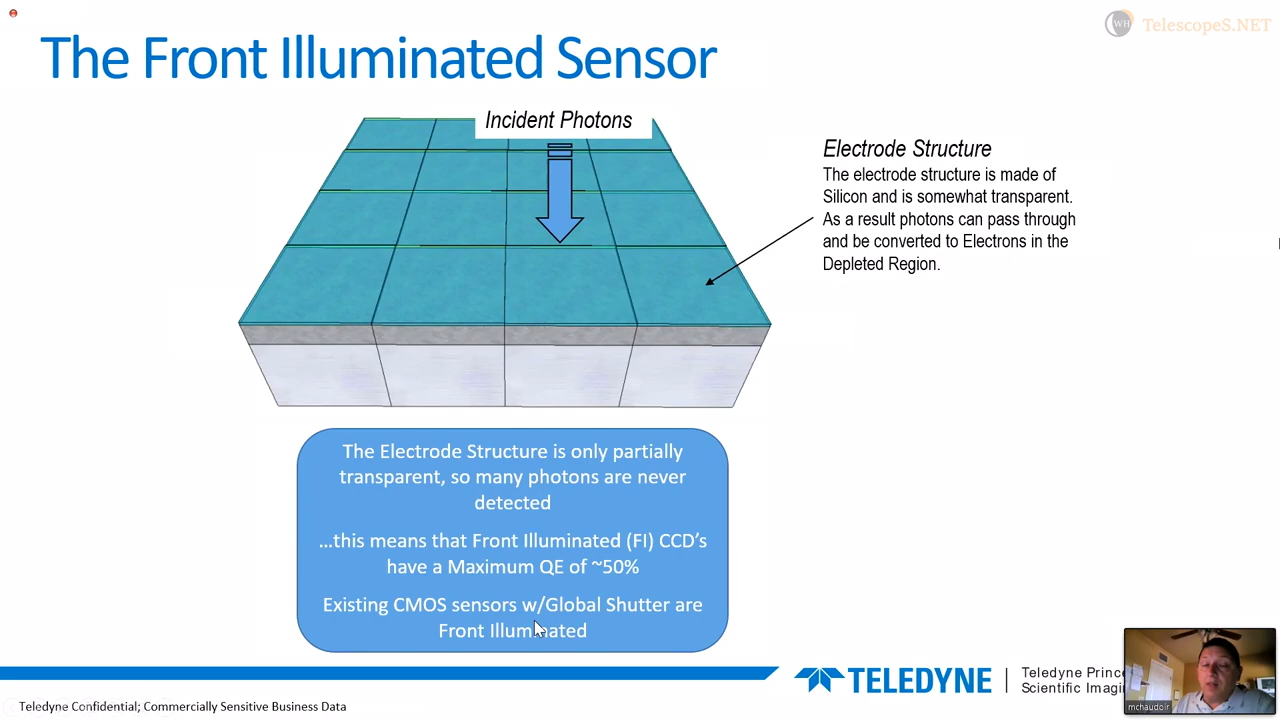 WH TelescopeS.NET
The Front Illuminated Sensor
Incident Photons
Electrode Structure
The electrode structure is made of
Silicon and is somewhat transparent.
As a result photons can pass through
and be converted to Electrons in the
Depleted Region.
The Electrode Structure is only partially
transparent, so many photons are never
detected
…this means that Front Illuminated (FI) CCD's
have a Maximum QE of ~50%
Existing CMOS sensors w/Global Shutter are
Front Illuminated
TELEDYNE
Teledyne
Scientific
Teledyne Confidential; Commercially Sensitive Business Data
mchaudoir